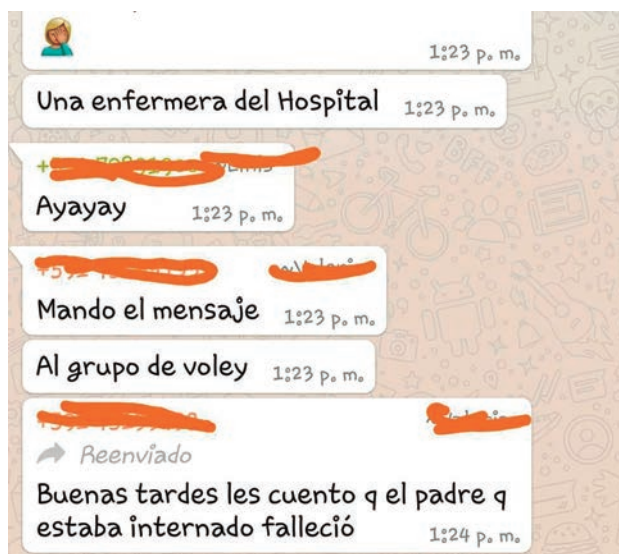 1:23 p. m.
Una enfermera del Hospital 1:23 p. m.
Ayayay 1:23 p. m.
Mando el mensaje 1:23 p. m.
Al grupo de voley 1:23 p. m.
Reenviado
Buenas tardes les cuento q el padre q
estaba internado falleció 1:24 p. m.